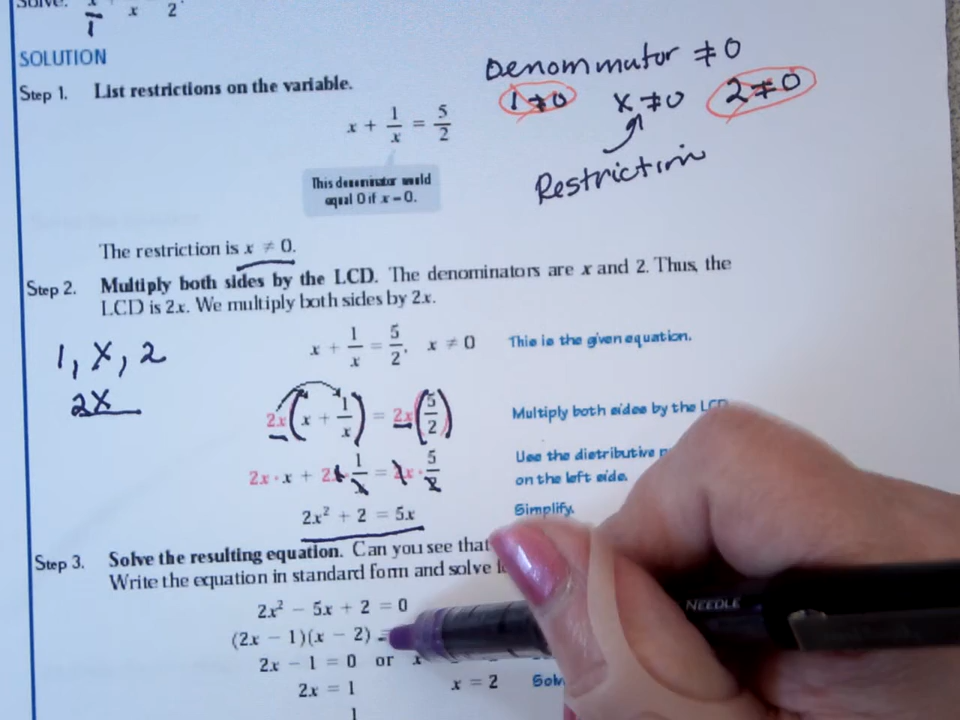 Solve: x/1 x 2
SOLUTION
Denominator ≠ 0
Step 1. List restrictions on the variable.
1 ≠ 0 x ≠ 0 2 ≠ 0
x + 1/x = 5/2
Restriction
This denominator would
equal 0 if x = 0.
The restriction is x ≠ 0.
Step 2. Multiply both sides by the LCD. The denominators are x and 2. Thus, the
LCD is 2x. We multiply both sides by 2x.
x + 1/x = 5/2, x ≠ 0 This is the given equation.
1, x, 2
2x
2x(x + 1/x) = 2x(5/2) Multiply both sides by the LCD
2x · x + 2x · 1/x = 2x · 5/2 Use the distributive
on the left side.
2x² + 2 = 5x Simplify.
Step 3. Solve the resulting equation. Can you see that
Write the equation in standard form and solve
2x² − 5x + 2 = 0
(2x − 1)(x − 2) =
2x − 1 = 0 or x
2x = 1 x = 2
1
NEEDLE